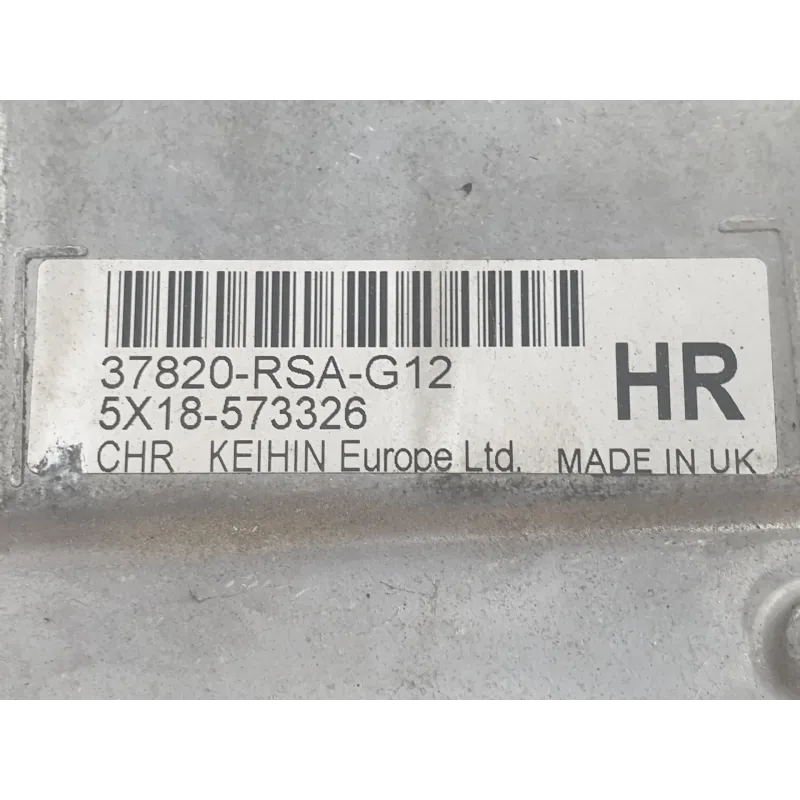 37820-RSA-G12
5X18-573326
HR
CHR KEIHIN Europe Ltd. MADE IN UK